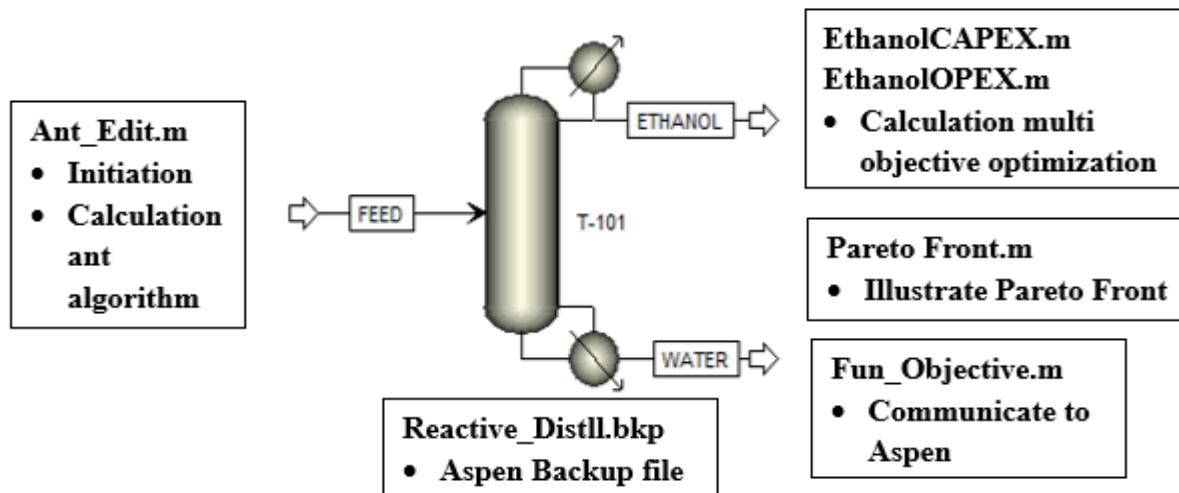 Ant_Edit.m
• Initiation
• Calculation
ant
algorithm
FEED
T-101
ETHANOL
WATER
Reactive_Distll.bkp
• Aspen Backup file
EthanolCAPEX.m
EthanolOPEX.m
• Calculation multi
objective optimization
Pareto Front.m
• Illustrate Pareto Front
Fun_Objective.m
• Communicate to
Aspen